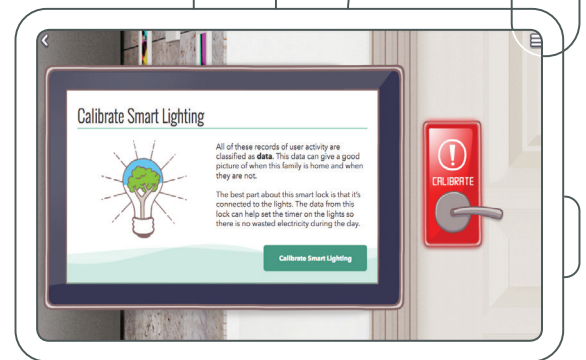 Calibrate Smart Lighting
All of these records of user activity are
classified as data. This data can give a good
picture of when this family is home and when
they are not.
The best part about this smart lock is that it's
connected to the lights. The data from this
lock can help set the timer on the lights so
there is no wasted electricity during the day.
Calibrate Smart Lighting
CALIBRATE